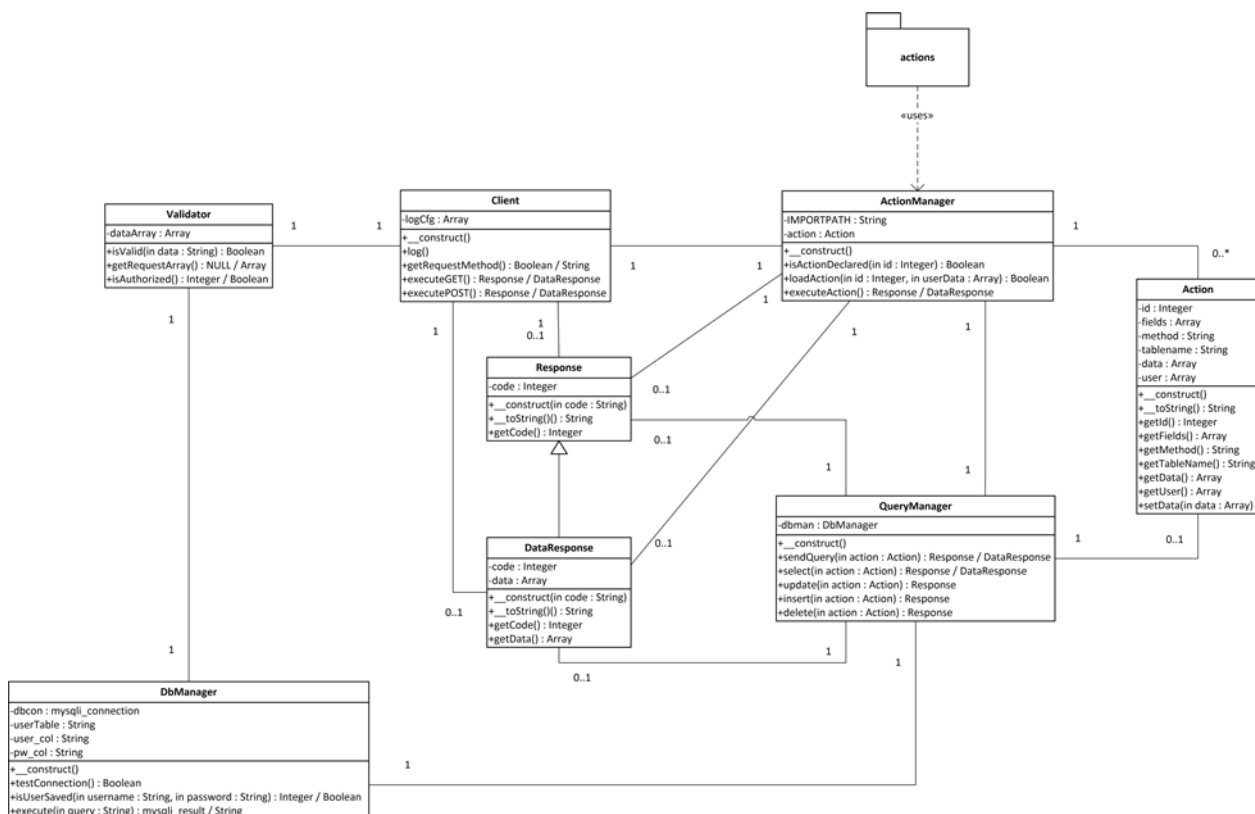 actions
«uses»
Validator
-dataArray : Array
+isValid(in data : String) : Boolean
+getRequestArray() : NULL / Array
+isAuthorized() : Integer / Boolean
1
1
Client
-logCfg : Array
+__construct()
+log()
+getRequestMethod() : Boolean / String
+executeGET() : Response / DataResponse
+executePOST() : Response / DataResponse
1
1
ActionManager
-IMPORTPATH : String
-action : Action
+__construct()
+isActionDeclared(in id : Integer) : Boolean
+loadAction(in id : Integer, in userData : Array) : Boolean
+executeAction() : Response / DataResponse
1
0..*
Action
-id : Integer
-fields : Array
-method : String
-tablename : String
-data : Array
-user : Array
+__construct()
+__toString() : String
+getId() : Integer
+getFields() : Array
+getMethod() : String
+getTableName() : String
+getData() : Array
+getUser() : Array
+setData(in data : Array)
1
1
1
0..1
1
1
1
Response
-code : Integer
+__construct(in code : String)
+__toString()() : String
+getCode() : Integer
0..1
0..1
1
1
QueryManager
-dbman : DbManager
+__construct()
+sendQuery(in action : Action) : Response / DataResponse
+select(in action : Action) : Response / DataResponse
+update(in action : Action) : Response
+insert(in action : Action) : Response
+delete(in action : Action) : Response
1
0..1
DataResponse
-code : Integer
-data : Array
+__construct(in code : String)
+__toString()() : String
+getCode() : Integer
+getData() : Array
0..1
0..1
0..1
1
1
1
DbManager
-dbcon : mysqli_connection
-userTable : String
-user_col : String
-pw_col : String
+__construct()
+testConnection() : Boolean
+isUserSaved(in username : String, in password : String) : Integer / Boolean
+execute(in query : String) : mysqli_result / String
1